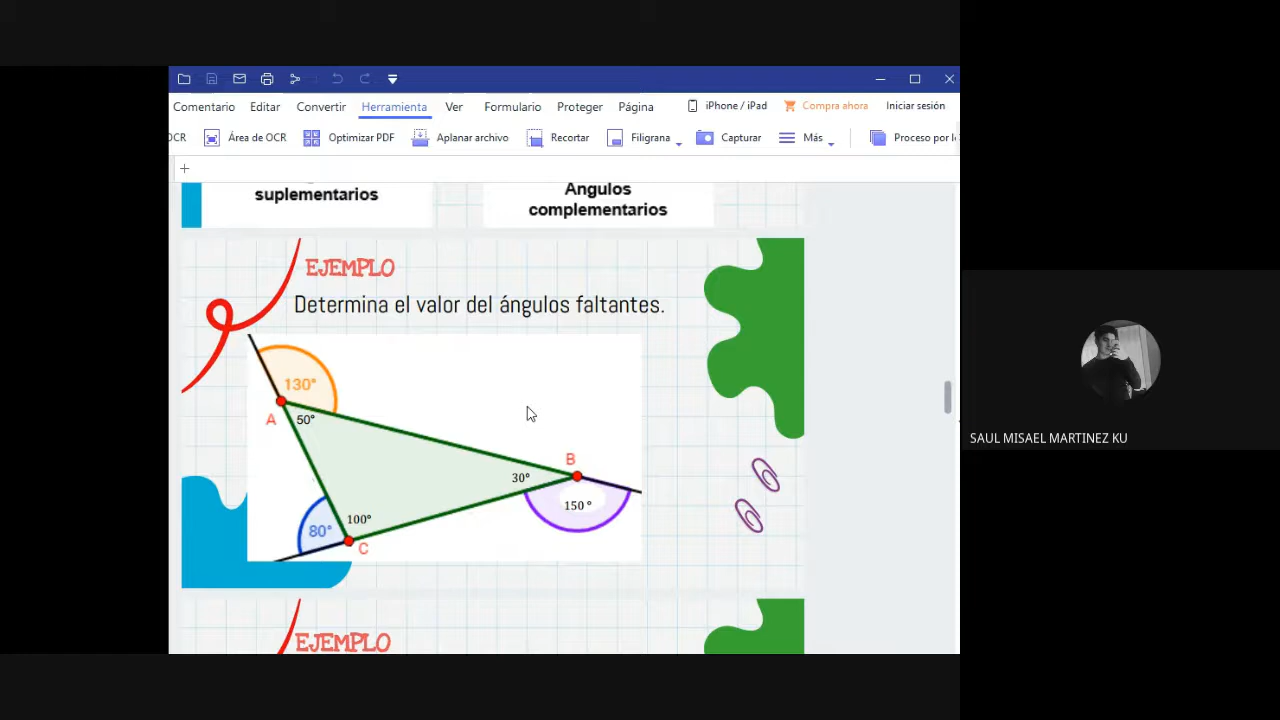 Comentario Editar Convertir Herramienta Ver Formulario Proteger Página iPhone / iPad Compra ahora Iniciar sesión
OCR Área de OCR Optimizar PDF Aplanar archivo Recortar Filigrana Capturar Más Proceso por l
suplementarios
Angulos
complementarios
EJEMPLO
Determina el valor del ángulos faltantes.
130°
A
50°
B
30°
150 °
100°
80°
C
SAUL MISAEL MARTINEZ KU
EJEMPLO